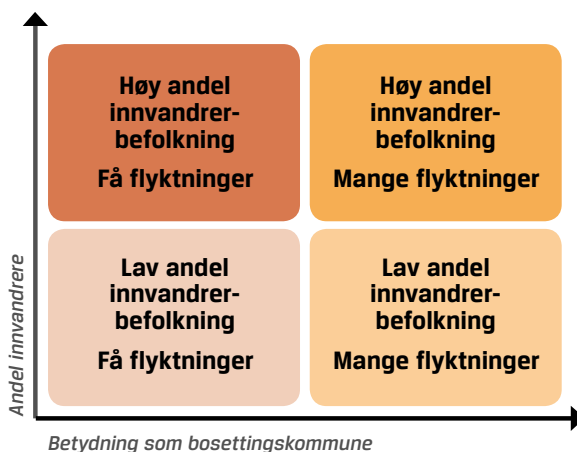 Høy andel
innvandrer-
befolkning
Få flyktninger
Høy andel
innvandrer-
befolkning
Mange flyktninger
Lav andel
innvandrer-
befolkning
Få flyktninger
Lav andel
innvandrer-
befolkning
Mange flyktninger
Andel innvandrere
Betydning som bosettingskommune